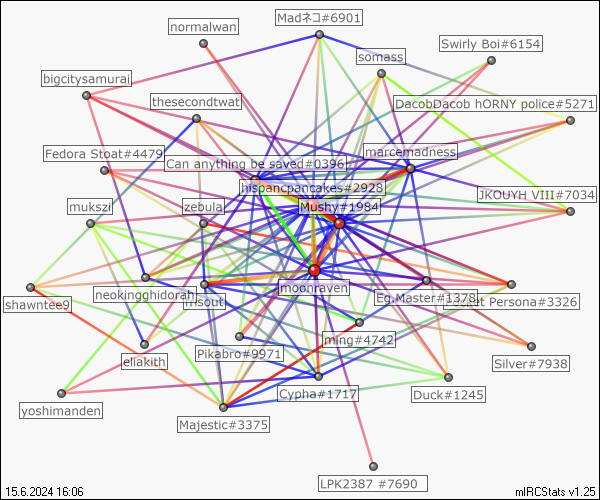 Madネコ#6901
normalwan
Swirly Boi#6154
somass
bigcitysamurai
thesecondtwat
DacobDacob hORNY police#5271
marcemadness
Fedora Stoat#4479
Can anything be saved#0396
hispancpancakes#2928
JKOUYH VIII#7034
mukszi
zebula
Mushy#1984
moonraven
neokingghidorah
Eg.Master#1378
Persona#3326
shawntee9
ming#4742
Pikabro#9971
eliakith
Silver#7938
Cypha#1717
Duck#1245
yoshimanden
Majestic#3375
LPK2387 #7690
15.6.2024 16:06
mIRCStats v1.25